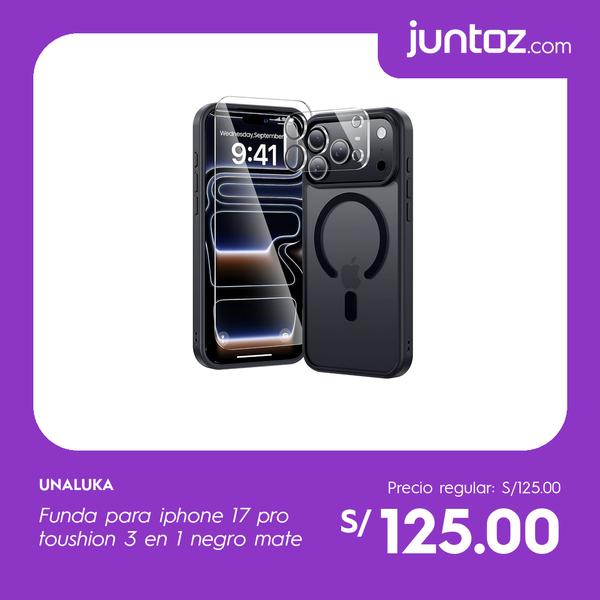 juntoz.com
Wednesday, September
9:41
UNALUKA
Funda para iphone 17 pro
toushion 3 en 1 negro mate
Precio regular: S/125.00
S/125.00